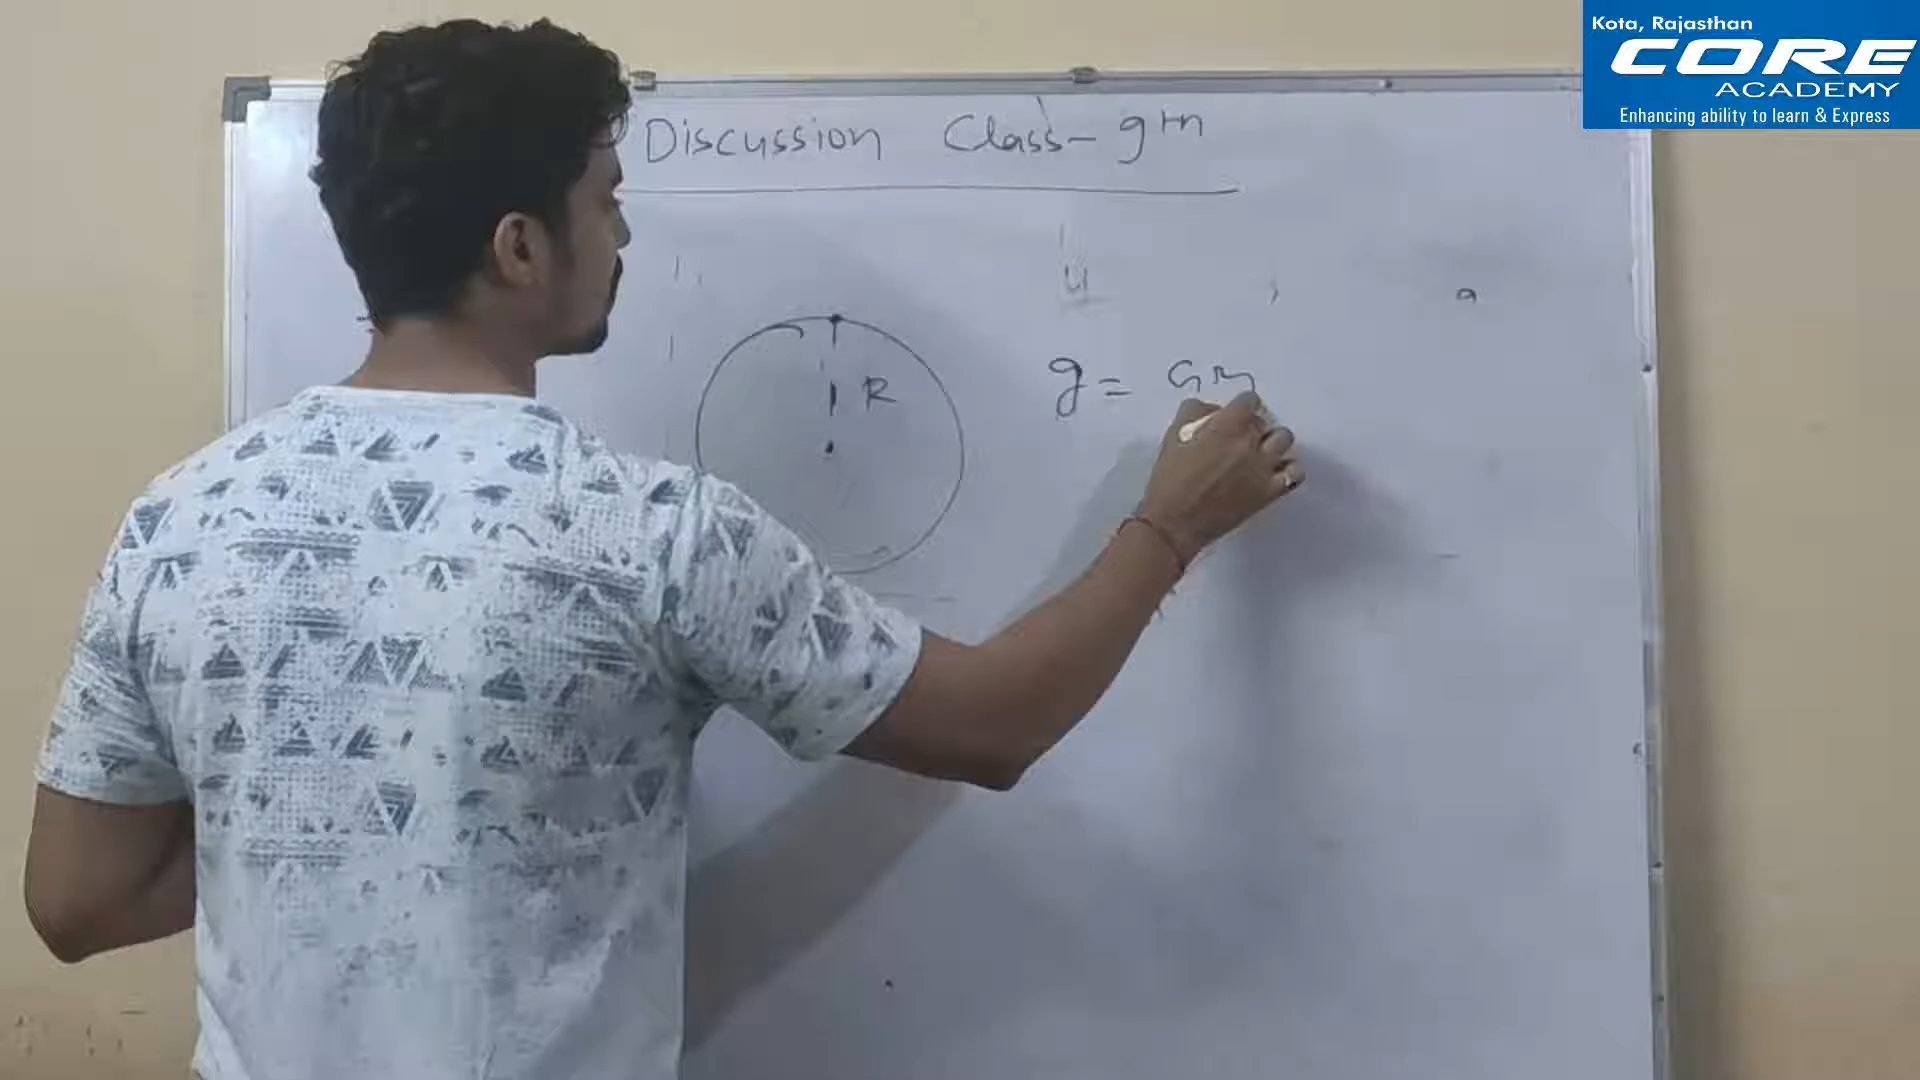 Kota, Rajasthan
CORE
ACADEMY
Enhancing ability to learn & Express
Discussion Class- 9th
R
g = GM